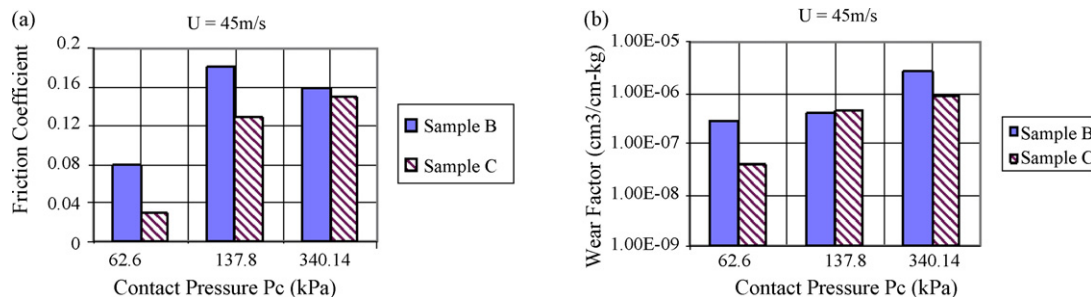 (a)
U = 45m/s
Friction Coefficient
0.2
0.16
0.12
0.08
0.04
0
62.6 137.8 340.14
Contact Pressure Pc (kPa)
Sample B
Sample C
(b)
U = 45m/s
Wear Factor (cm3/cm-kg)
1.00E-05
1.00E-06
1.00E-07
1.00E-08
1.00E-09
62.6 137.8 340.14
Contact Pressure Pc (kPa)
Sample B
Sample C